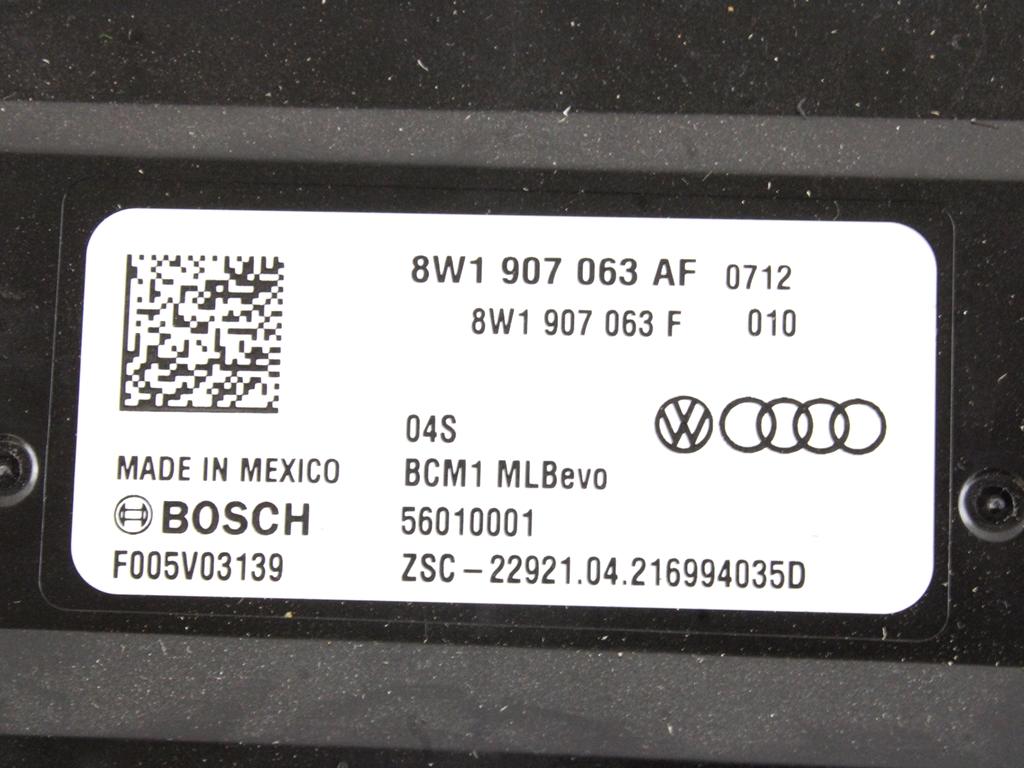 8W1 907 063 AF 0712
8W1 907 063 F 010
04S
MADE IN MEXICO
BCM1 MLBevo
BOSCH
56010001
F005V03139
ZSC-22921.04.216994035D